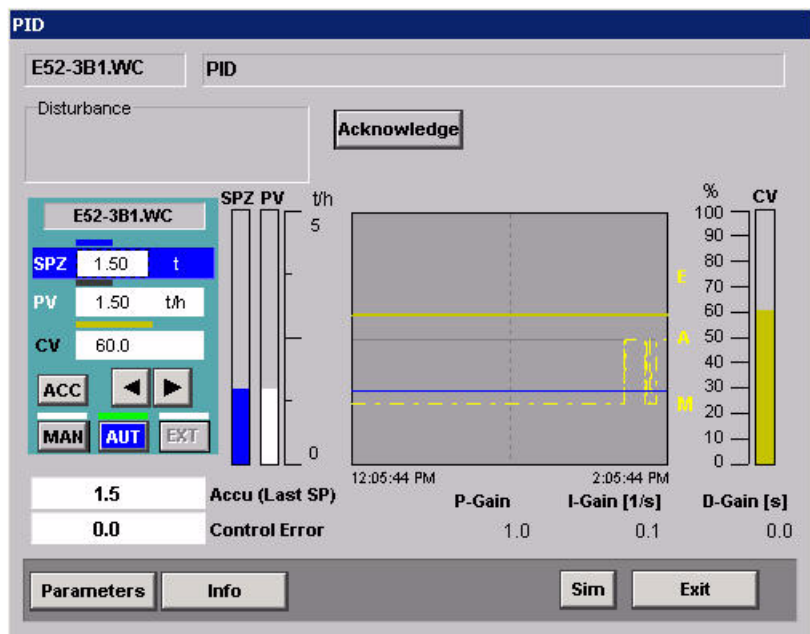 PID
E52-3B1.WC PID
Disturbance
Acknowledge
SPZ PV t/h % CV
E52-3B1.WC
SPZ 1.50 t
PV 1.50 t/h
CV 60.0
ACC
MAN AUT EXT
5
0
E
A
M
100
90
80
70
60
50
40
30
20
10
0
12:05:44 PM 2:05:44 PM
1.5 Accu (Last SP) P-Gain I-Gain [1/s] D-Gain [s]
0.0 Control Error 1.0 0.1 0.0
Parameters Info Sim Exit